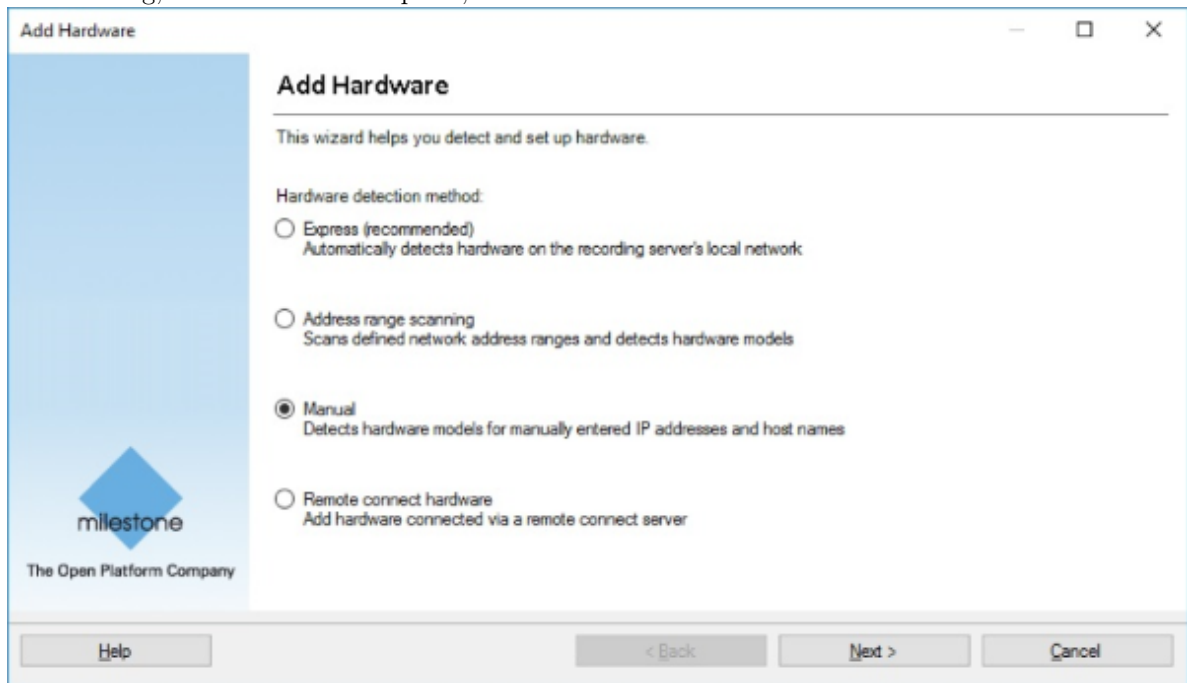 Add Hardware
Add Hardware
This wizard helps you detect and set up hardware.
Hardware detection method:
Express (recommended)
Automatically detects hardware on the recording server's local network
Address range scanning
Scans defined network address ranges and detects hardware models
Manual
Detects hardware models for manually entered IP addresses and host names
Remote connect hardware
Add hardware connected via a remote connect server
milestone
The Open Platform Company
Help
< Back
Next >
Cancel